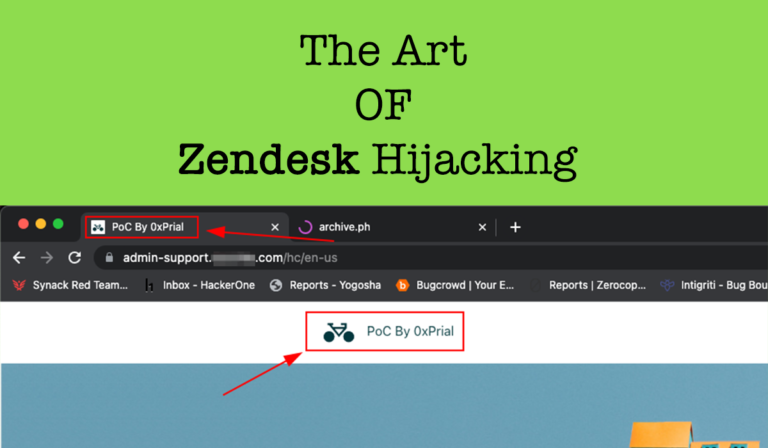 The Art
OF
Zendesk Hijacking
PoC By 0xPrial
archive.ph
admin-support. .com/hc/en-us
Synack Red Team...
Inbox - HackerOne
Reports - Yogosha
Bugcrowd | Your E...
Reports | Zerocop...
Intigriti - Bug Bou
PoC By 0xPrial